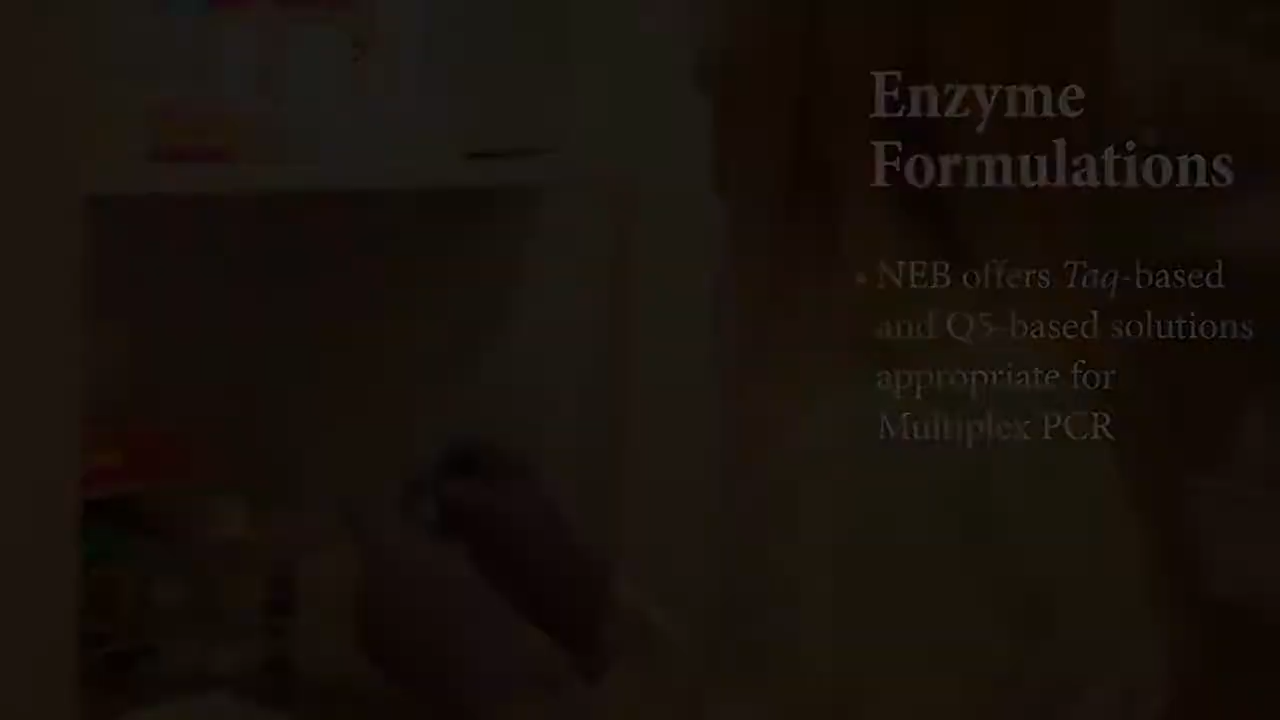 Enzyme
Formulations
• NEB offers Taq-based
and Q5-based solutions
appropriate for
Multiplex PCR